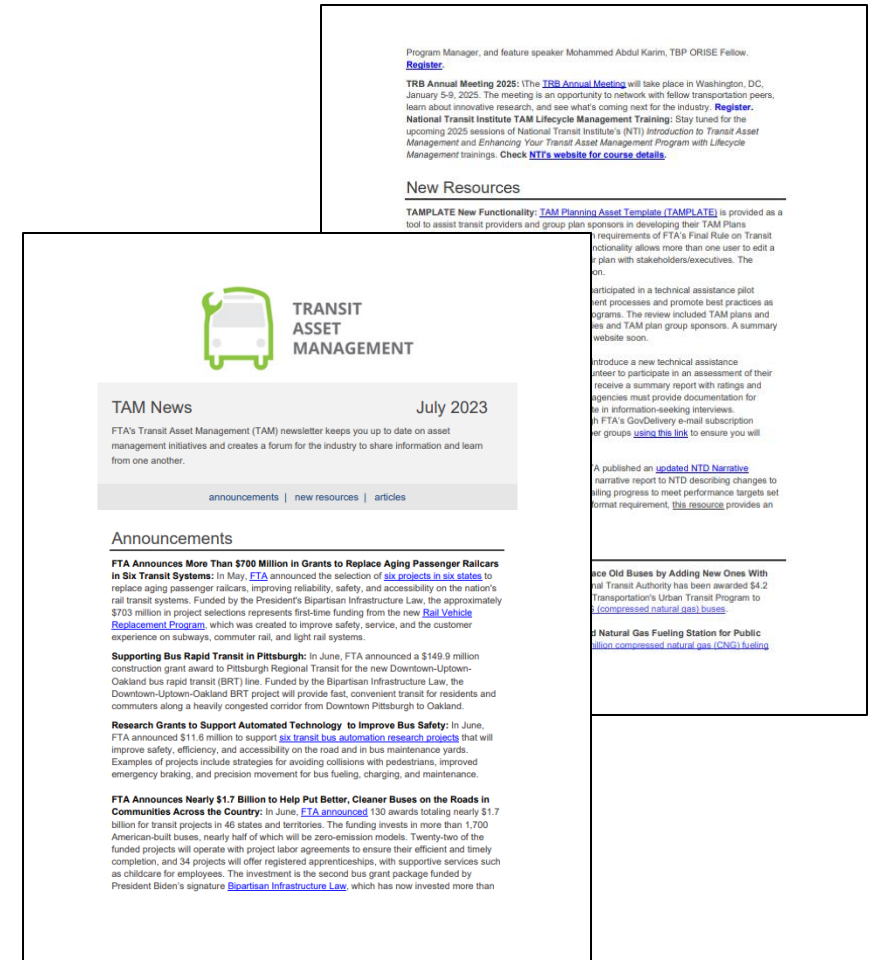 Program Manager, and feature speaker Mohammed Abdul Karim, TBP ORISE Fellow.
Register.
TRB Annual Meeting 2025: \The TRB Annual Meeting will take place in Washington, DC,
January 5-9, 2025. The meeting is an opportunity to network with fellow transportation peers,
learn about innovative research, and see what's coming next for the industry. Register.
National Transit Institute TAM Lifecycle Management Training: Stay tuned for the
upcoming 2025 sessions of National Transit Institute's (NTI) Introduction to Transit Asset
Management and Enhancing Your Transit Asset Management Program with Lifecycle
Management trainings. Check NTI's website for course details.
New Resources
TAMPLATE New Functionality: TAM Planning Asset Template (TAMPLATE) is provided as a
tool to assist transit providers and group plan sponsors in developing their TAM Plans
requirements of FTA's Final Rule on Transit
nctionality allows more than one user to edit a
r plan with stakeholders/executives. The
on.
articipated in a technical assistance pilot
ent processes and promote best practices as
ograms. The review included TAM plans and
es and TAM plan group sponsors. A summary
website soon.
introduce a new technical assistance
unteer to participate in an assessment of their
receive a summary report with ratings and
agencies must provide documentation for
te in information-seeking interviews.
gh FTA's GovDelivery e-mail subscription
er groups using this link to ensure you will
TA published an updated NTD Narrative
narrative report to NTD describing changes to
ailing progress to meet performance targets set
format requirement, this resource provides an
ace Old Buses by Adding New Ones With
nal Transit Authority has been awarded $4.2
Transportation's Urban Transit Program to
(compressed natural gas) buses.
d Natural Gas Fueling Station for Public
illion compressed natural gas (CNG) fueling
TRANSIT
ASSET
MANAGEMENT
TAM News July 2023
FTA's Transit Asset Management (TAM) newsletter keeps you up to date on asset
management initiatives and creates a forum for the industry to share information and learn
from one another.
announcements | new resources | articles
Announcements
FTA Announces More Than $700 Million in Grants to Replace Aging Passenger Railcars
in Six Transit Systems: In May, FTA announced the selection of six projects in six states to
replace aging passenger railcars, improving reliability, safety, and accessibility on the nation's
rail transit systems. Funded by the President's Bipartisan Infrastructure Law, the approximately
$703 million in project selections represents first-time funding from the new Rail Vehicle
Replacement Program, which was created to improve safety, service, and the customer
experience on subways, commuter rail, and light rail systems.
Supporting Bus Rapid Transit in Pittsburgh: In June, FTA announced a $149.9 million
construction grant award to Pittsburgh Regional Transit for the new Downtown-Uptown-
Oakland bus rapid transit (BRT) line. Funded by the Bipartisan Infrastructure Law, the
Downtown-Uptown-Oakland BRT project will provide fast, convenient transit for residents and
commuters along a heavily congested corridor from Downtown Pittsburgh to Oakland.
Research Grants to Support Automated Technology to Improve Bus Safety: In June,
FTA announced $11.6 million to support six transit bus automation research projects that will
improve safety, efficiency, and accessibility on the road and in bus maintenance yards.
Examples of projects include strategies for avoiding collisions with pedestrians, improved
emergency braking, and precision movement for bus fueling, charging, and maintenance.
FTA Announces Nearly $1.7 Billion to Help Put Better, Cleaner Buses on the Roads in
Communities Across the Country: In June, FTA announced 130 awards totaling nearly $1.7
billion for transit projects in 46 states and territories. The funding invests in more than 1,700
American-built buses, nearly half of which will be zero-emission models. Twenty-two of the
funded projects will operate with project labor agreements to ensure their efficient and timely
completion, and 34 projects will offer registered apprenticeships, with supportive services such
as childcare for employees. The investment is the second bus grant package funded by
President Biden's signature Bipartisan Infrastructure Law, which has now invested more than